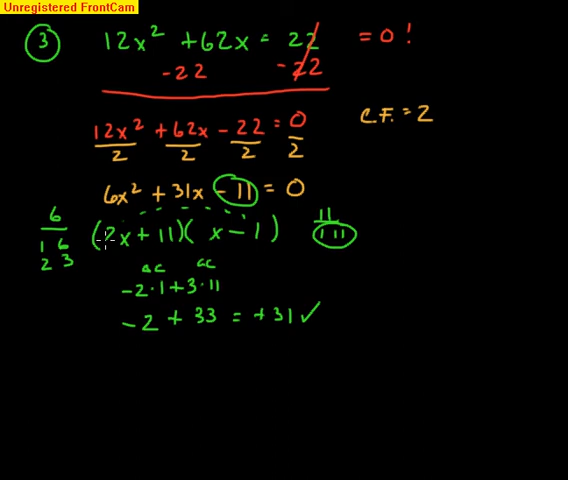 Unregistered FrontCam
③ 12x² + 62x = 22 = 0 !
-22 -22
12x²/2 + 62x/2 - 22/2 = 0/2 C.F. = 2
6x² + 31x - 11 = 0
6 (2x + 11)( x - 1 ) 11
1 6 1 11
2 3
-2·1 + 3·11
-2 + 33 = +31 ✓